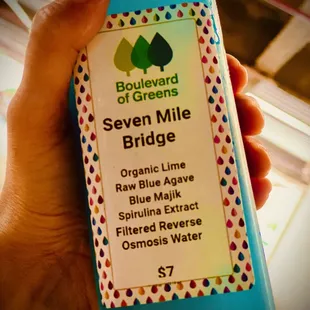 Boulevard
of Greens
Seven Mile
Bridge
Organic Lime
Raw Blue Agave
Blue Majik
Spirulina Extract
Filtered Reverse
Osmosis Water
$7